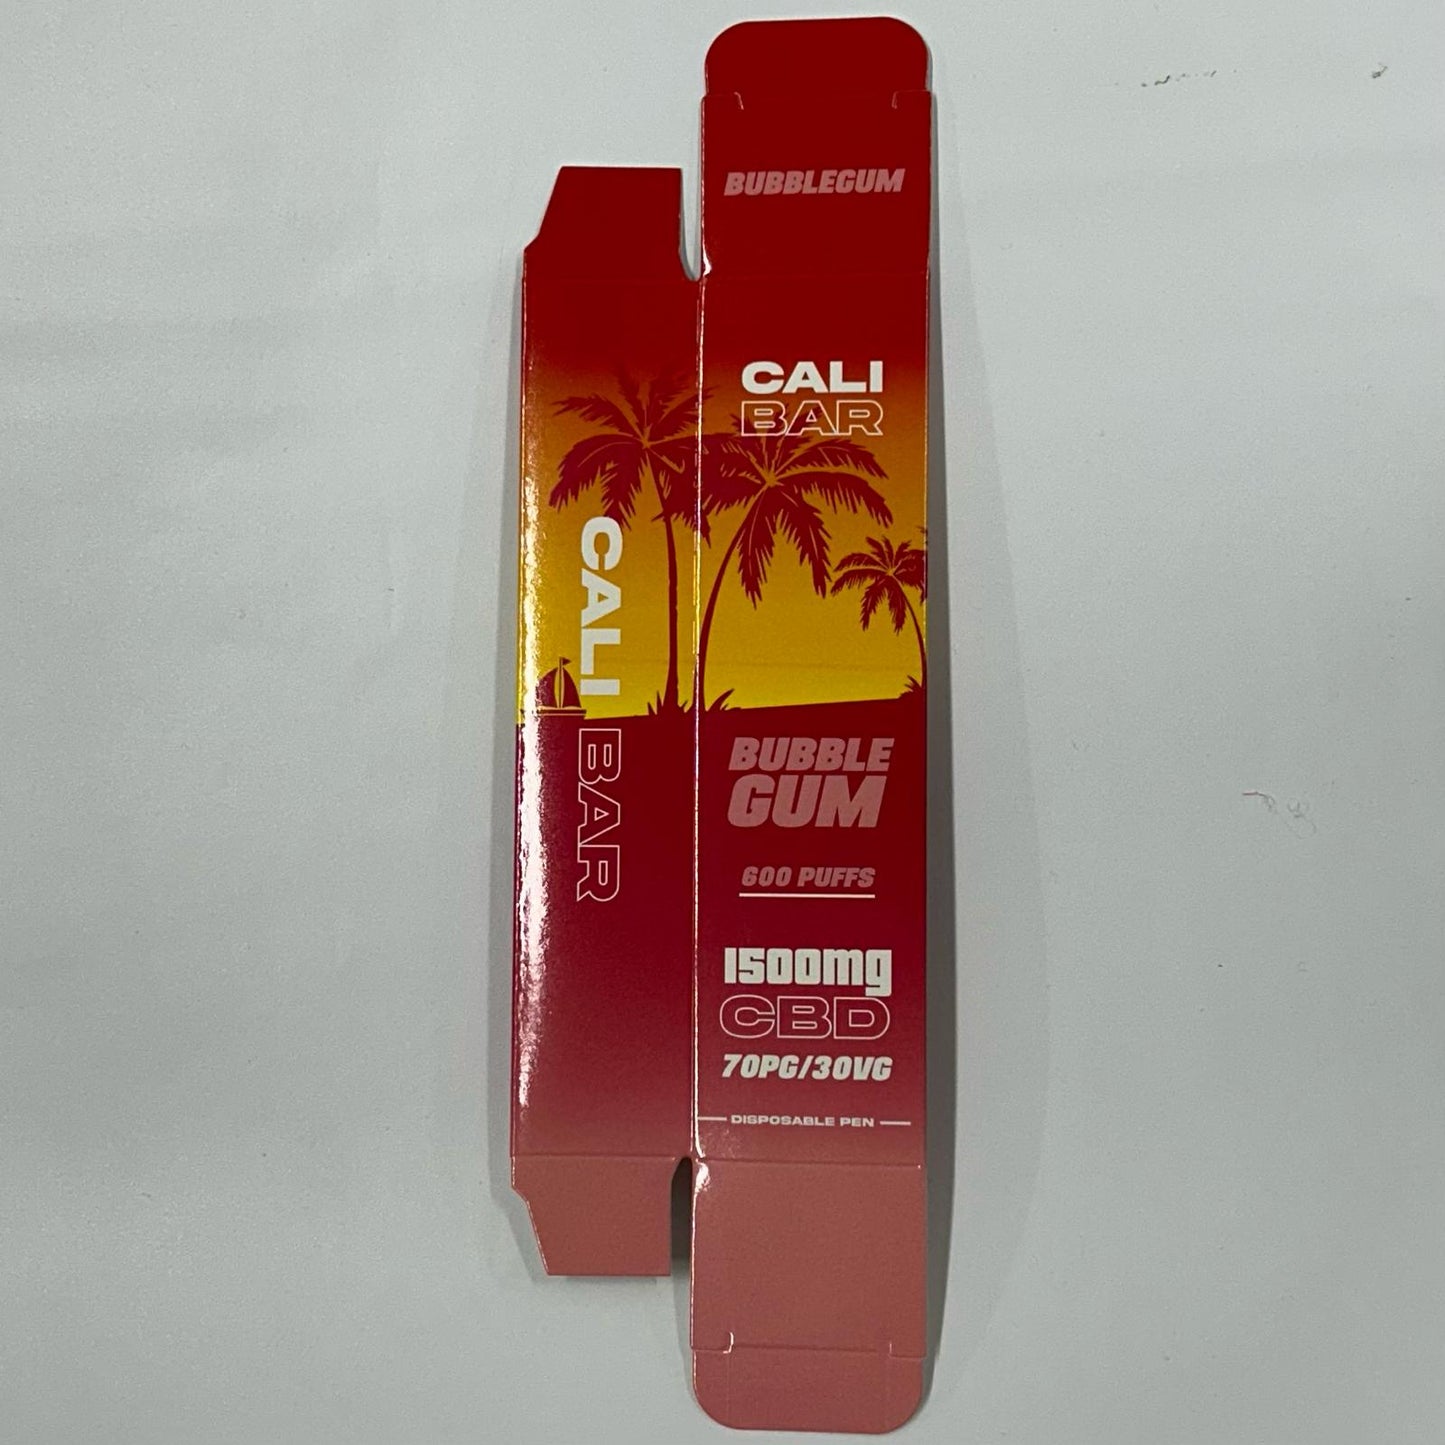 BUBBLEGUM
CALI
BAR
CALI BAR
BUBBLE
GUM
600 PUFFS
1500mg
CBD
70PG/30VG
DISPOSABLE PEN